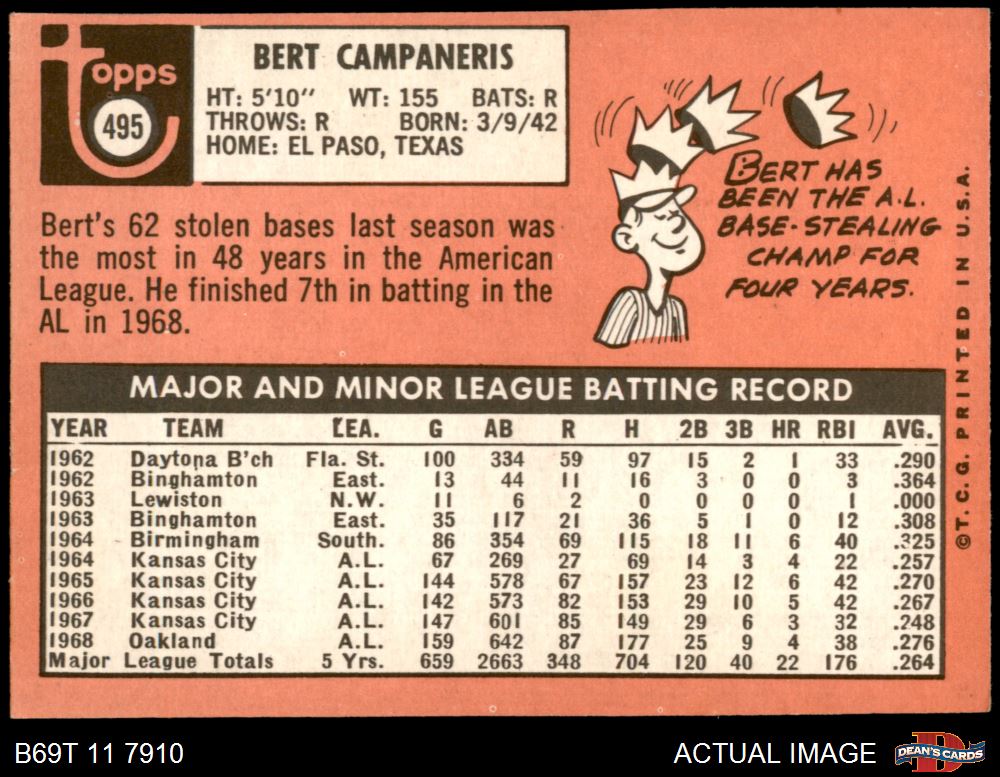 topps
495
BERT CAMPANERIS
HT: 5'10" WT: 155 BATS: R
THROWS: R BORN: 3/9/42
HOME: EL PASO, TEXAS
Bert's 62 stolen bases last season was
the most in 48 years in the American
League. He finished 7th in batting in the
AL in 1968.
BERT HAS
BEEN THE A.L.
BASE-STEALING
CHAMP FOR
FOUR YEARS.
MAJOR AND MINOR LEAGUE BATTING RECORD
YEAR TEAM LEA. G AB R H 2B 3B HR RBI AVG.
1962 Daytona B'ch Fla. St. 100 334 59 97 15 2 1 33 .290
1962 Binghamton East. 13 44 11 16 3 0 0 3 .364
1963 Lewiston N.W. 11 6 2 0 0 0 0 1 .000
1963 Binghamton East. 35 117 21 36 5 1 0 12 .308
1964 Birmingham South. 86 354 69 115 18 11 6 40 .325
1964 Kansas City A.L. 67 269 27 69 14 3 4 22 .257
1965 Kansas City A.L. 144 578 67 157 23 12 6 42 .270
1966 Kansas City A.L. 142 573 82 153 29 10 5 42 .267
1967 Kansas City A.L. 147 601 85 149 29 6 3 32 .248
1968 Oakland A.L. 159 642 87 177 25 9 4 38 .276
Major League Totals 5 Yrs. 659 2663 348 704 120 40 22 176 .264
©T.C.G. PRINTED IN U.S.A.
B69T 11 7910
ACTUAL IMAGE
D
DEAN'S CARDS